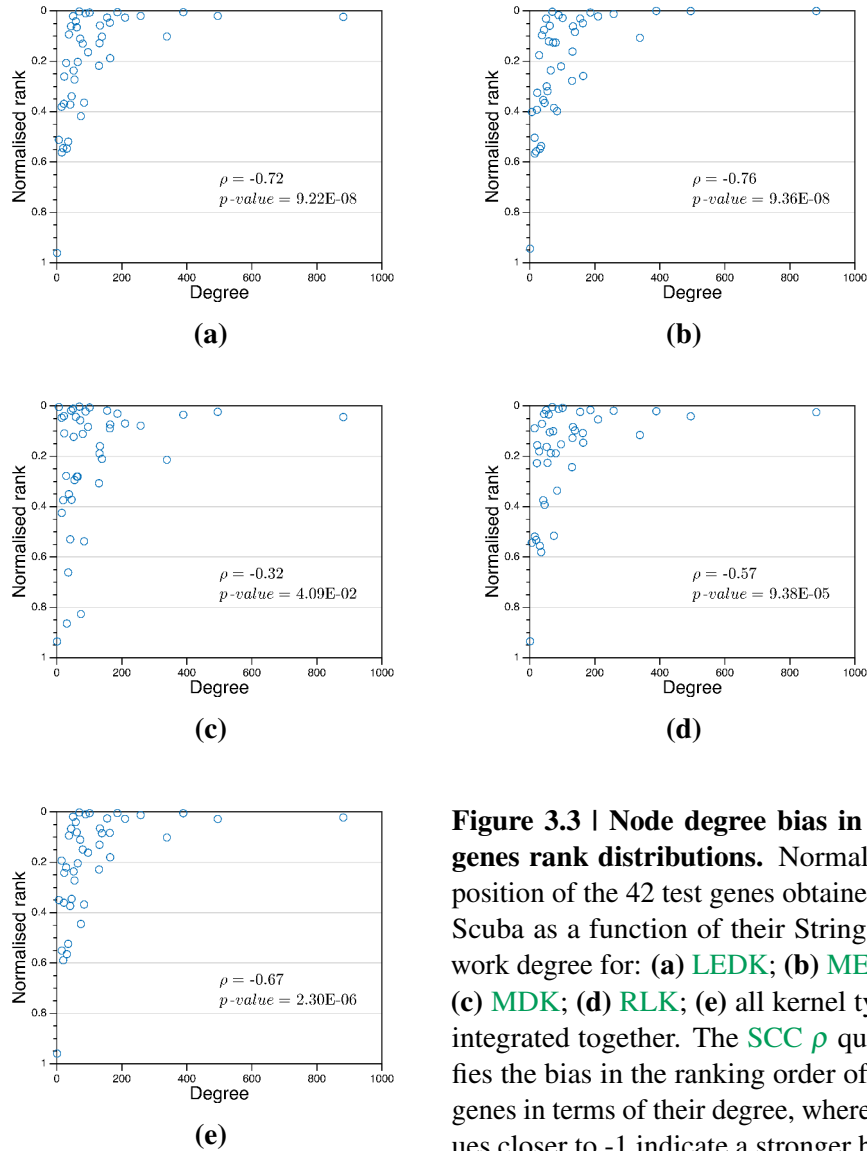 0
0.2
0.4
0.6
0.8
1
Normalised rank
ρ = -0.72
p-value = 9.22E-08
0 200 400 600 800 1000
Degree
(a)
0
0.2
0.4
0.6
0.8
1
Normalised rank
ρ = -0.76
p-value = 9.36E-08
0 200 400 600 800 1000
Degree
(b)
0
0.2
0.4
0.6
0.8
1
Normalised rank
ρ = -0.32
p-value = 4.09E-02
0 200 400 600 800 1000
Degree
(c)
0
0.2
0.4
0.6
0.8
1
Normalised rank
ρ = -0.57
p-value = 9.38E-05
0 200 400 600 800 1000
Degree
(d)
0
0.2
0.4
0.6
0.8
1
Normalised rank
ρ = -0.67
p-value = 2.30E-06
0 200 400 600 800 1000
Degree
(e)
Figure 3.3 | Node degree bias in
genes rank distributions. Normal
position of the 42 test genes obtaine
Scuba as a function of their String
work degree for: (a) LEDK; (b) ME
(c) MDK; (d) RLK; (e) all kernel ty
integrated together. The SCC ρ qu
fies the bias in the ranking order of
genes in terms of their degree, where
ues closer to -1 indicate a stronger b